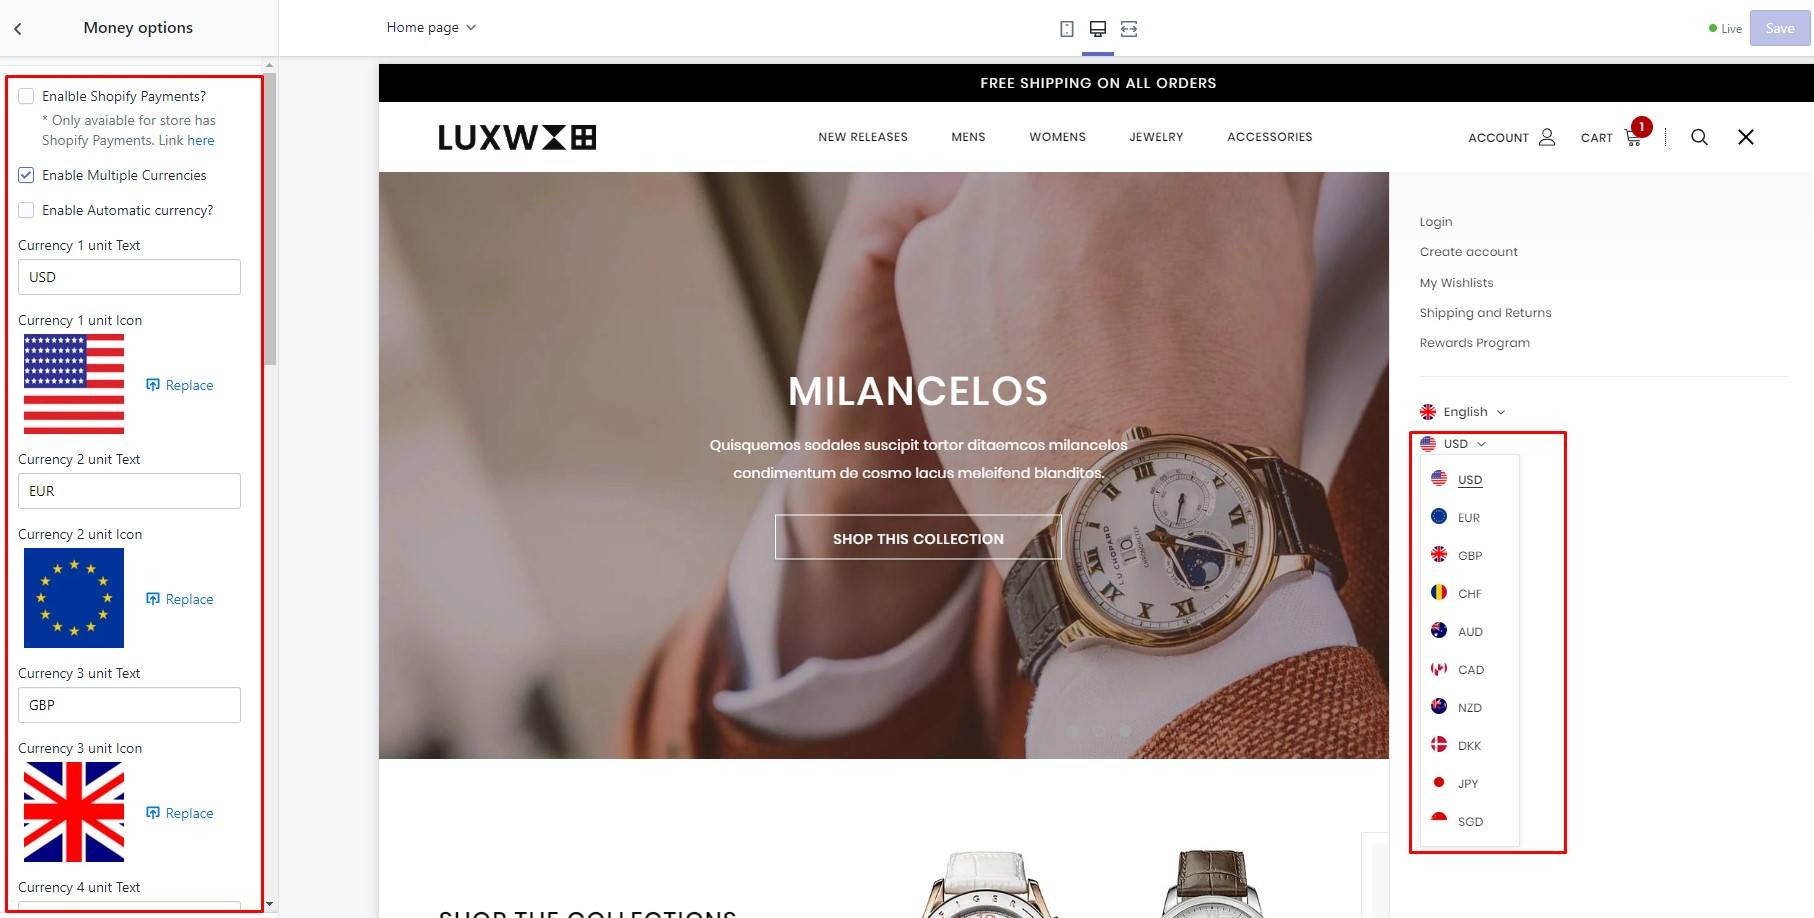 Money options
Home page
Live
Save
Enalble Shopify Payments?
* Only avaiable for store has
Shopify Payments. Link here
Enable Multiple Currencies
Enable Automatic currency?
Currency 1 unit Text
USD
Currency 1 unit Icon
Replace
Currency 2 unit Text
EUR
Currency 2 unit Icon
Replace
Currency 3 unit Text
GBP
Currency 3 unit Icon
Replace
Currency 4 unit Text
FREE SHIPPING ON ALL ORDERS
LUXW
NEW RELEASES
MENS
WOMENS
JEWELRY
ACCESSORIES
ACCOUNT
CART
1
MILANCELOS
Quisquemos sodales suscipit tortor ditaemcos milancelos
condimentum de cosmo lacus meleifend blanditos.
SHOP THIS COLLECTION
L.U CHOPARD
CHRONOMETER
Login
Create account
My Wishlists
Shipping and Returns
Rewards Program
English
USD
USD
EUR
GBP
CHF
AUD
CAD
NZD
DKK
JPY
SGD
SHOP THE COLLECTIONS